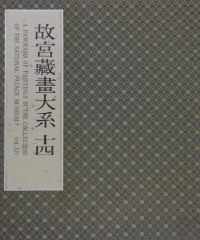 故宮藏畫大系 十四
A PANORAMA OF PAINTINGS IN THE COLLECTION
OF THE NATIONAL PALACE MUSEUM